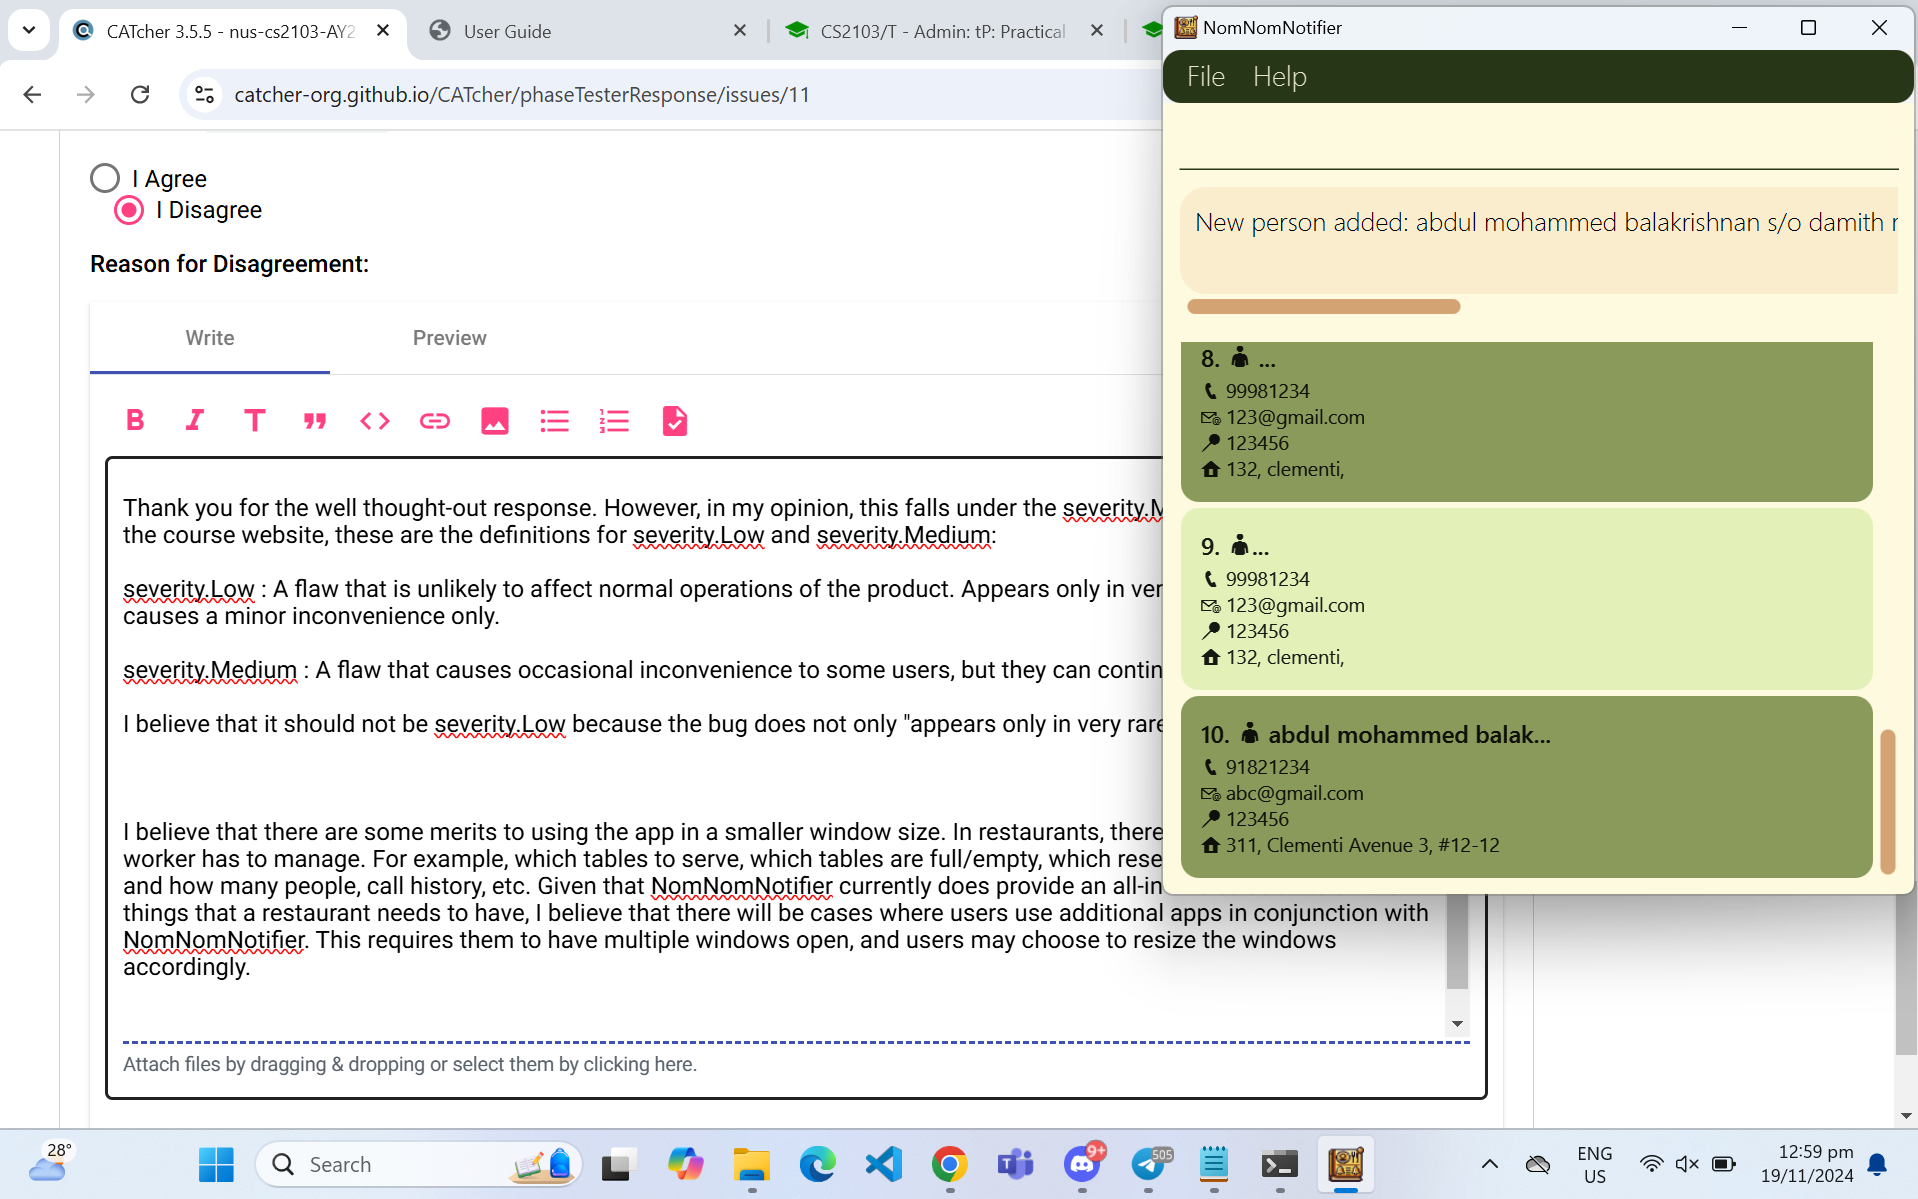 CATcher 3.5.5 - nus-cs2103-AY2
User Guide
CS2103/T - Admin: tP: Practical
catcher-org.github.io/CATcher/phaseTesterResponse/issues/11
I Agree
I Disagree
Reason for Disagreement:
Write
Preview
Thank you for the well thought-out response. However, in my opinion, this falls under the severity.M
the course website, these are the definitions for severity.Low and severity.Medium:
severity.Low : A flaw that is unlikely to affect normal operations of the product. Appears only in ver
causes a minor inconvenience only.
severity.Medium : A flaw that causes occasional inconvenience to some users, but they can contin
I believe that it should not be severity.Low because the bug does not only "appears only in very rare
I believe that there are some merits to using the app in a smaller window size. In restaurants, there
worker has to manage. For example, which tables to serve, which tables are full/empty, which rese
and how many people, call history, etc. Given that NomNomNotifier currently does provide an all-in
things that a restaurant needs to have, I believe that there will be cases where users use additional apps in conjunction with
NomNomNotifier. This requires them to have multiple windows open, and users may choose to resize the windows
accordingly.
Attach files by dragging & dropping or select them by clicking here.
NomNomNotifier
File Help
New person added: abdul mohammed balakrishnan s/o damith r
8. ...
99981234
123@gmail.com
123456
132, clementi,
9. ...
99981234
123@gmail.com
123456
132, clementi,
10. abdul mohammed balak...
91821234
abc@gmail.com
123456
311, Clementi Avenue 3, #12-12
28°
Search
9+
505
ENG
US
12:59 pm
19/11/2024